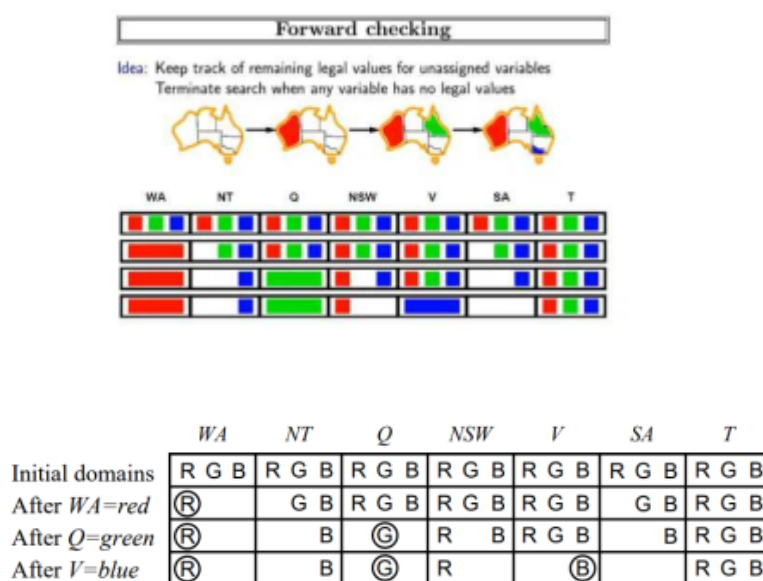 Forward checking
Idea: Keep track of remaining legal values for unassigned variables
Terminate search when any variable has no legal values
WA NT Q NSW V SA T
WA NT Q NSW V SA T
Initial domains R G B R G B R G B R G B R G B R G B R G B
After WA=red R G B R G B R G B R G B G B R G B
After Q=green R B G R B R G B B R G B
After V=blue R B G R B R G B